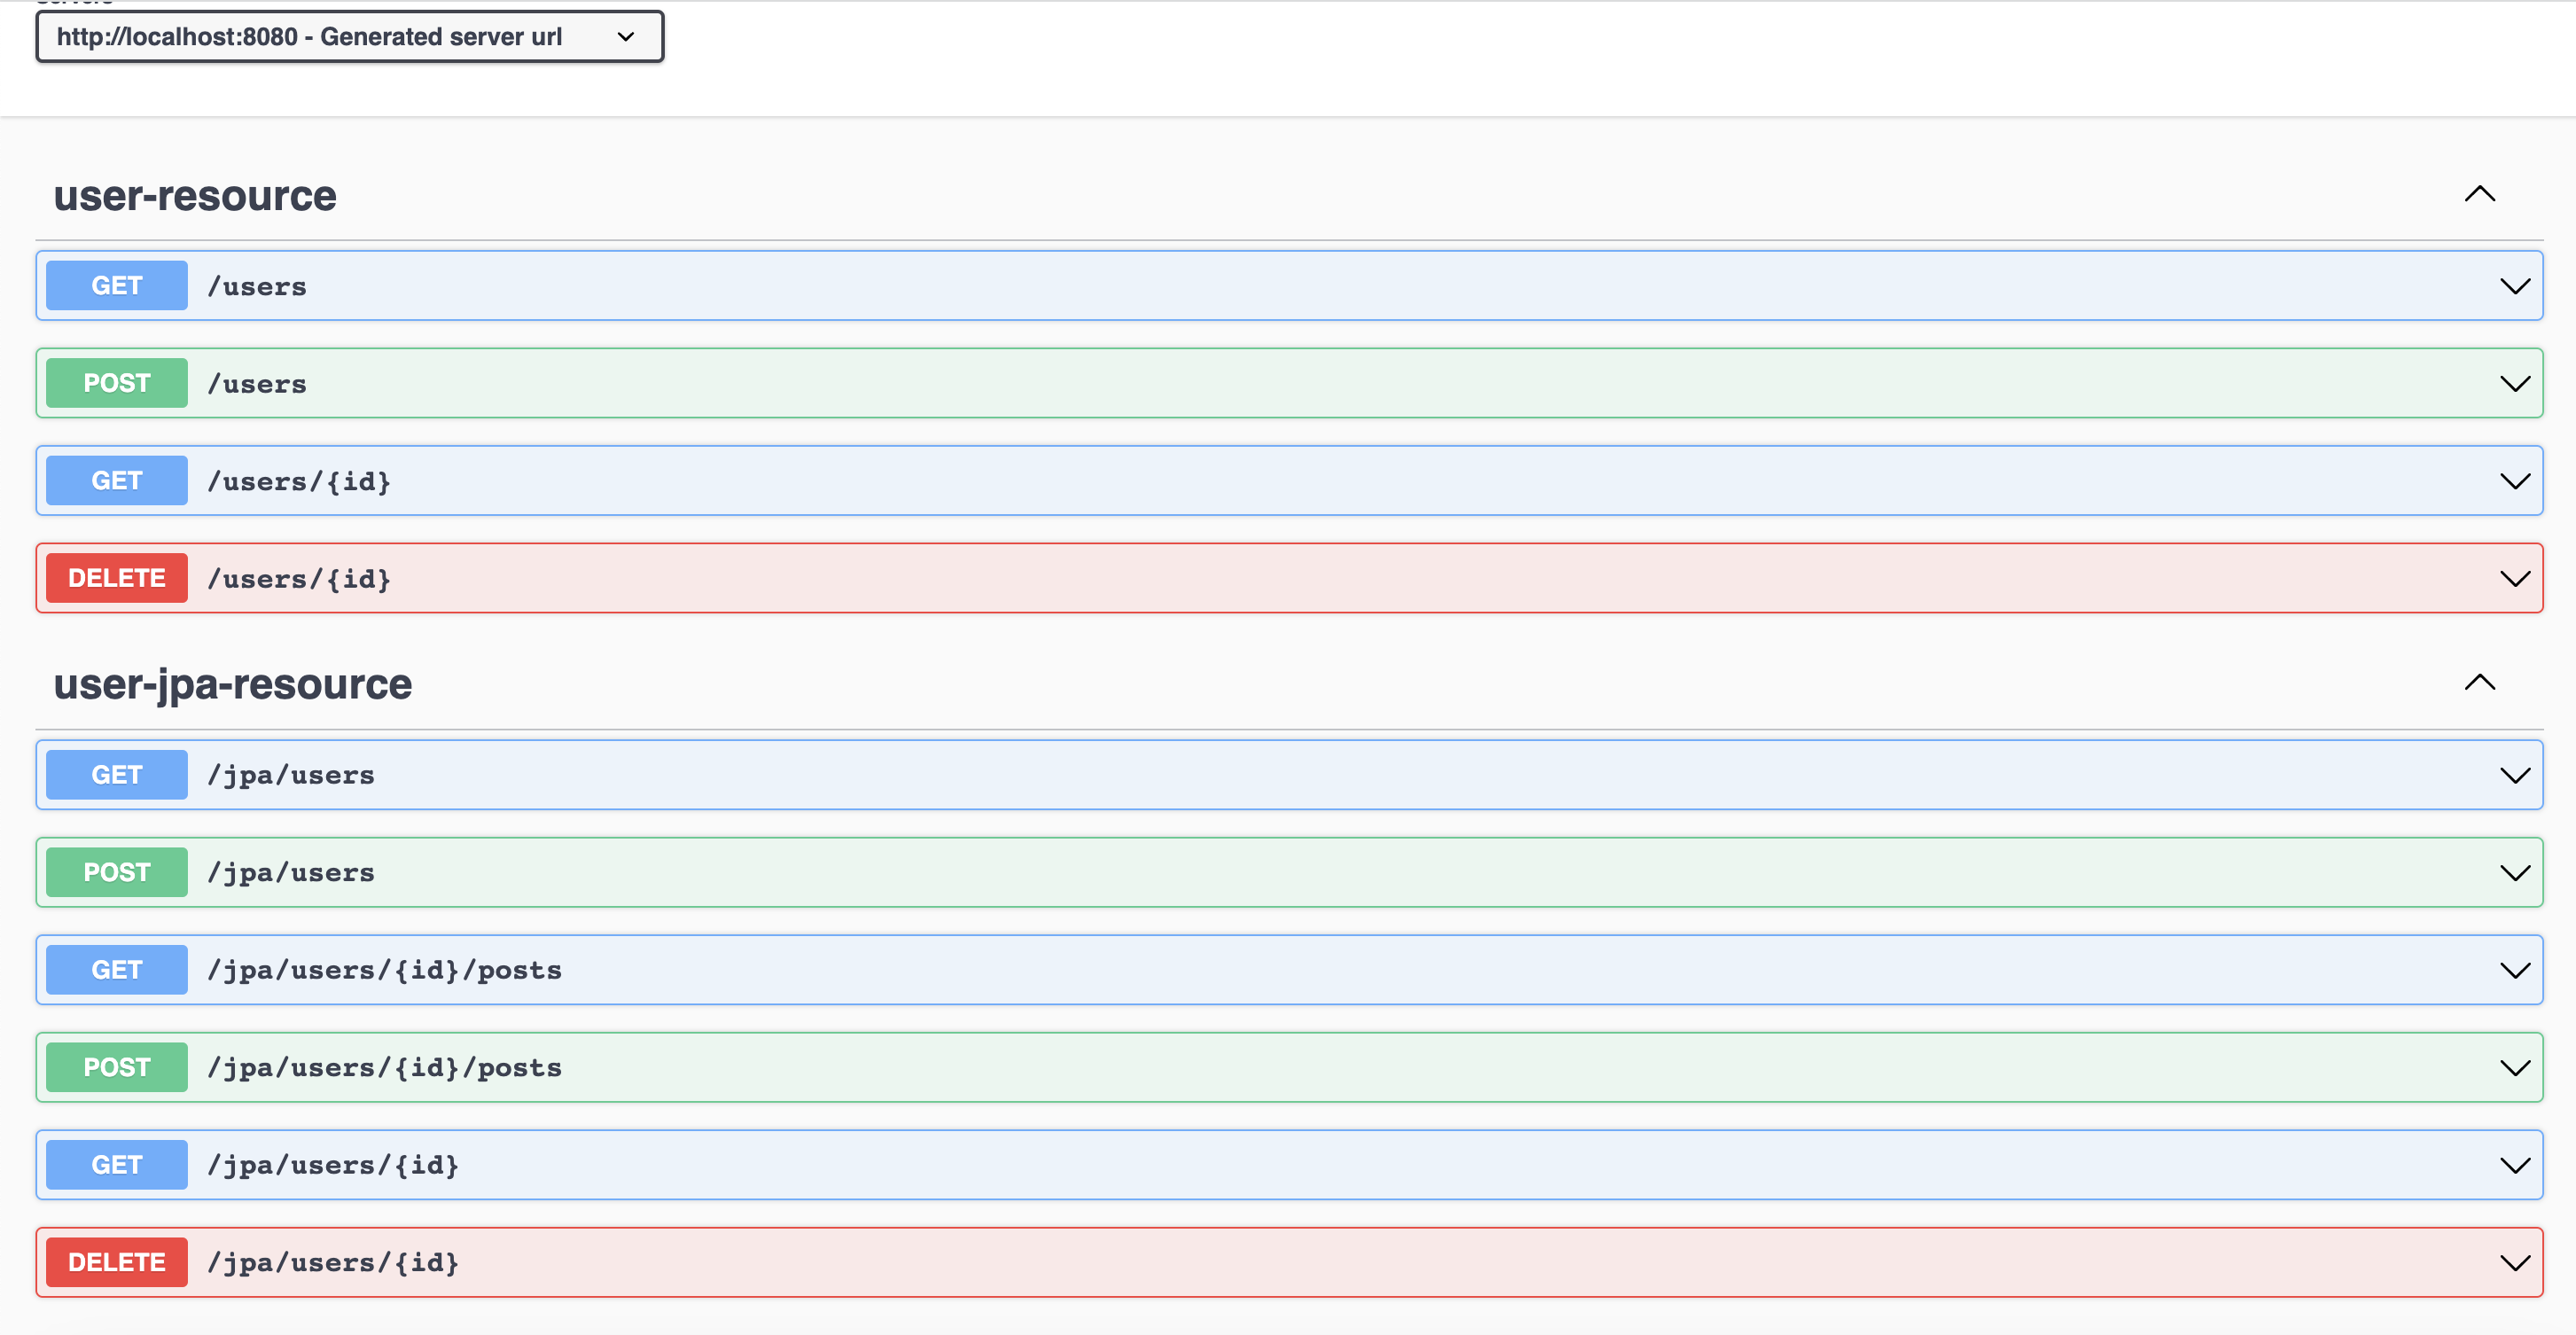 http://localhost:8080 - Generated server url
user-resource
GET /users
POST /users
GET /users/{id}
DELETE /users/{id}
user-jpa-resource
GET /jpa/users
POST /jpa/users
GET /jpa/users/{id}/posts
POST /jpa/users/{id}/posts
GET /jpa/users/{id}
DELETE /jpa/users/{id}